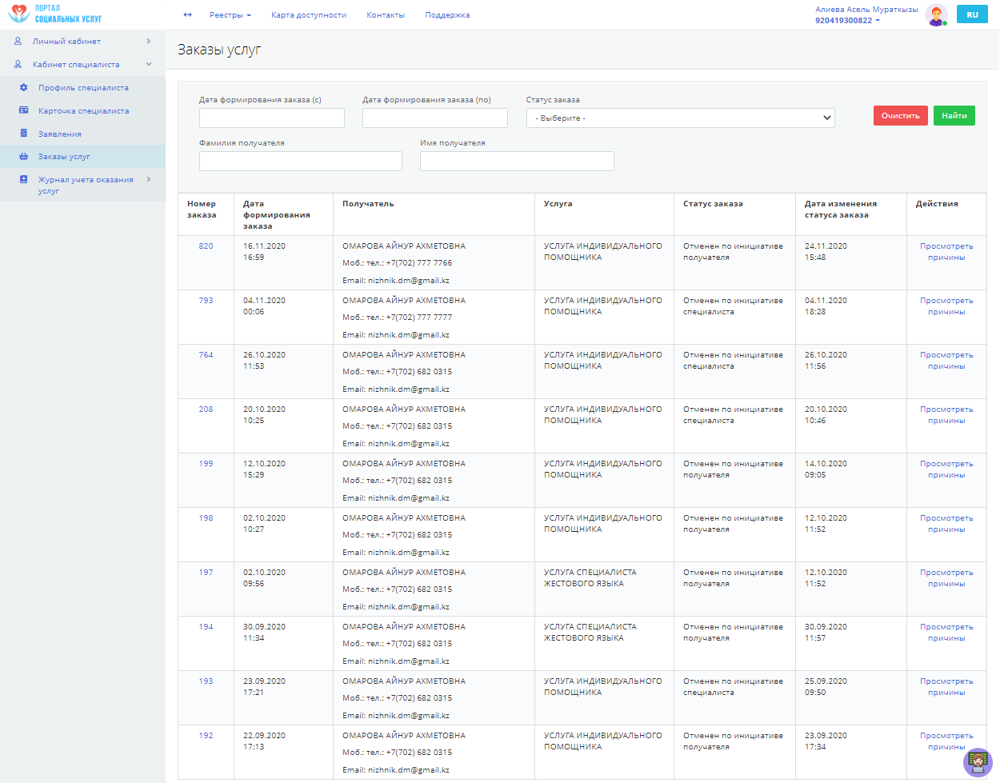 ПОРТАЛ
СОЦИАЛЬНЫХ УСЛУГ
Реестры
Карта доступности
Контакты
Поддержка
Алиева Асель Мураткызы
920419300822
RU
Личный кабинет
Кабинет специалиста
Профиль специалиста
Карточка специалиста
Заявления
Заказы услуг
Журнал учета оказания
услуг
Заказы услуг
Дата формирования заказа (с)
Дата формирования заказа (по)
Статус заказа
- Выберите -
Очистить
Найти
Фамилия получателя
Имя получателя
Номер заказа
Дата формирования заказа
Получатель
Услуга
Статус заказа
Дата изменения статуса заказа
Действия
820
16.11.2020
16:59
ОМАРОВА АЙНУР АХМЕТОВНА
Моб.: тел.: +7(702) 777 7766
Email: nizhnik.dm@gmail.kz
УСЛУГА ИНДИВИДУАЛЬНОГО
ПОМОЩНИКА
Отменен по инициативе
получателя
24.11.2020
15:48
Просмотреть
причины
793
04.11.2020
00:06
ОМАРОВА АЙНУР АХМЕТОВНА
Моб.: тел.: +7(702) 777 7777
Email: nizhnik.dm@gmail.kz
УСЛУГА ИНДИВИДУАЛЬНОГО
ПОМОЩНИКА
Отменен по инициативе
специалиста
04.11.2020
18:28
Просмотреть
причины
764
26.10.2020
11:53
ОМАРОВА АЙНУР АХМЕТОВНА
Моб.: тел.: +7(702) 682 0315
Email: nizhnik.dm@gmail.kz
УСЛУГА ИНДИВИДУАЛЬНОГО
ПОМОЩНИКА
Отменен по инициативе
специалиста
26.10.2020
11:56
Просмотреть
причины
208
20.10.2020
10:25
ОМАРОВА АЙНУР АХМЕТОВНА
Моб.: тел.: +7(702) 682 0315
Email: nizhnik.dm@gmail.kz
УСЛУГА ИНДИВИДУАЛЬНОГО
ПОМОЩНИКА
Отменен по инициативе
специалиста
20.10.2020
10:46
Просмотреть
причины
199
12.10.2020
15:29
ОМАРОВА АЙНУР АХМЕТОВНА
Моб.: тел.: +7(702) 682 0315
Email: nizhnik.dm@gmail.kz
УСЛУГА ИНДИВИДУАЛЬНОГО
ПОМОЩНИКА
Отменен по инициативе
получателя
14.10.2020
09:05
Просмотреть
причины
198
02.10.2020
10:27
ОМАРОВА АЙНУР АХМЕТОВНА
Моб.: тел.: +7(702) 682 0315
Email: nizhnik.dm@gmail.kz
УСЛУГА ИНДИВИДУАЛЬНОГО
ПОМОЩНИКА
Отменен по инициативе
получателя
12.10.2020
11:52
Просмотреть
причины
197
02.10.2020
09:56
ОМАРОВА АЙНУР АХМЕТОВНА
Моб.: тел.: +7(702) 682 0315
Email: nizhnik.dm@gmail.kz
УСЛУГА СПЕЦИАЛИСТА
ЖЕСТОВОГО ЯЗЫКА
Отменен по инициативе
получателя
12.10.2020
11:52
Просмотреть
причины
194
30.09.2020
11:34
ОМАРОВА АЙНУР АХМЕТОВНА
Моб.: тел.: +7(702) 682 0315
Email: nizhnik.dm@gmail.kz
УСЛУГА СПЕЦИАЛИСТА
ЖЕСТОВОГО ЯЗЫКА
Отменен по инициативе
получателя
30.09.2020
11:57
Просмотреть
причины
193
23.09.2020
17:21
ОМАРОВА АЙНУР АХМЕТОВНА
Моб.: тел.: +7(702) 682 0315
Email: nizhnik.dm@gmail.kz
УСЛУГА ИНДИВИДУАЛЬНОГО
ПОМОЩНИКА
Отменен по инициативе
специалиста
25.09.2020
09:50
Просмотреть
причины
192
22.09.2020
17:13
ОМАРОВА АЙНУР АХМЕТОВНА
Моб.: тел.: +7(702) 682 0315
Email: nizhnik.dm@gmail.kz
УСЛУГА ИНДИВИДУАЛЬНОГО
ПОМОЩНИКА
Отменен по инициативе
получателя
23.09.2020
17:34
Просмотреть
причины